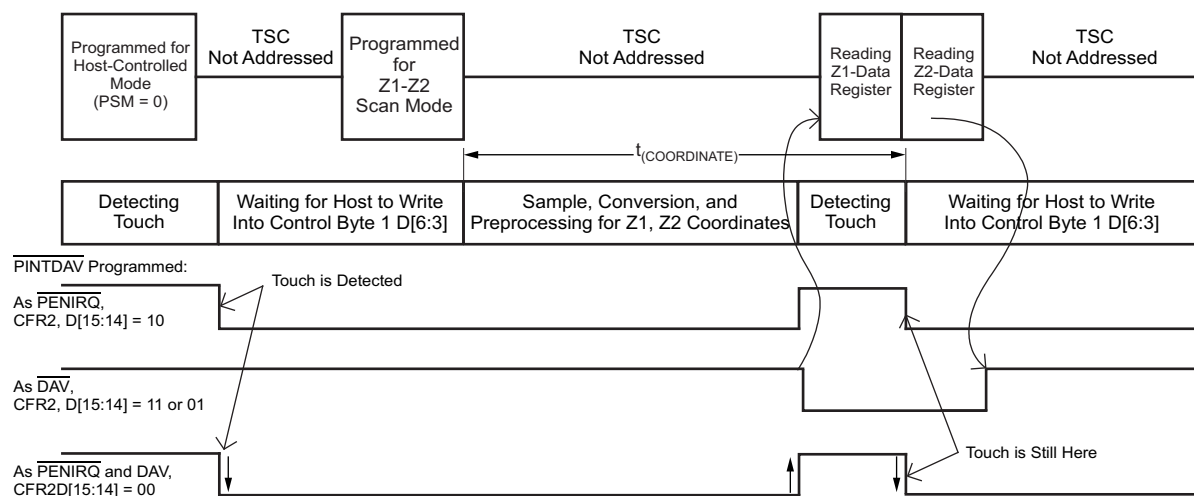 Programmed for
Host-Controlled
Mode
(PSM = 0)
TSC
Not Addressed
Programmed
for
Z1-Z2
Scan Mode
TSC
Not Addressed
Reading
Z1-Data
Register
Reading
Z2-Data
Register
TSC
Not Addressed
t(COORDINATE)
Detecting
Touch
Waiting for Host to Write
Into Control Byte 1 D[6:3]
Sample, Conversion, and
Preprocessing for Z1, Z2 Coordinates
Detecting
Touch
Waiting for Host to Write
Into Control Byte 1 D[6:3]
PINTDAV Programmed:
Touch is Detected
As PENIRQ,
CFR2, D[15:14] = 10
As DAV,
CFR2, D[15:14] = 11 or 01
Touch is Still Here
As PENIRQ and DAV,
CFR2D[15:14] = 00